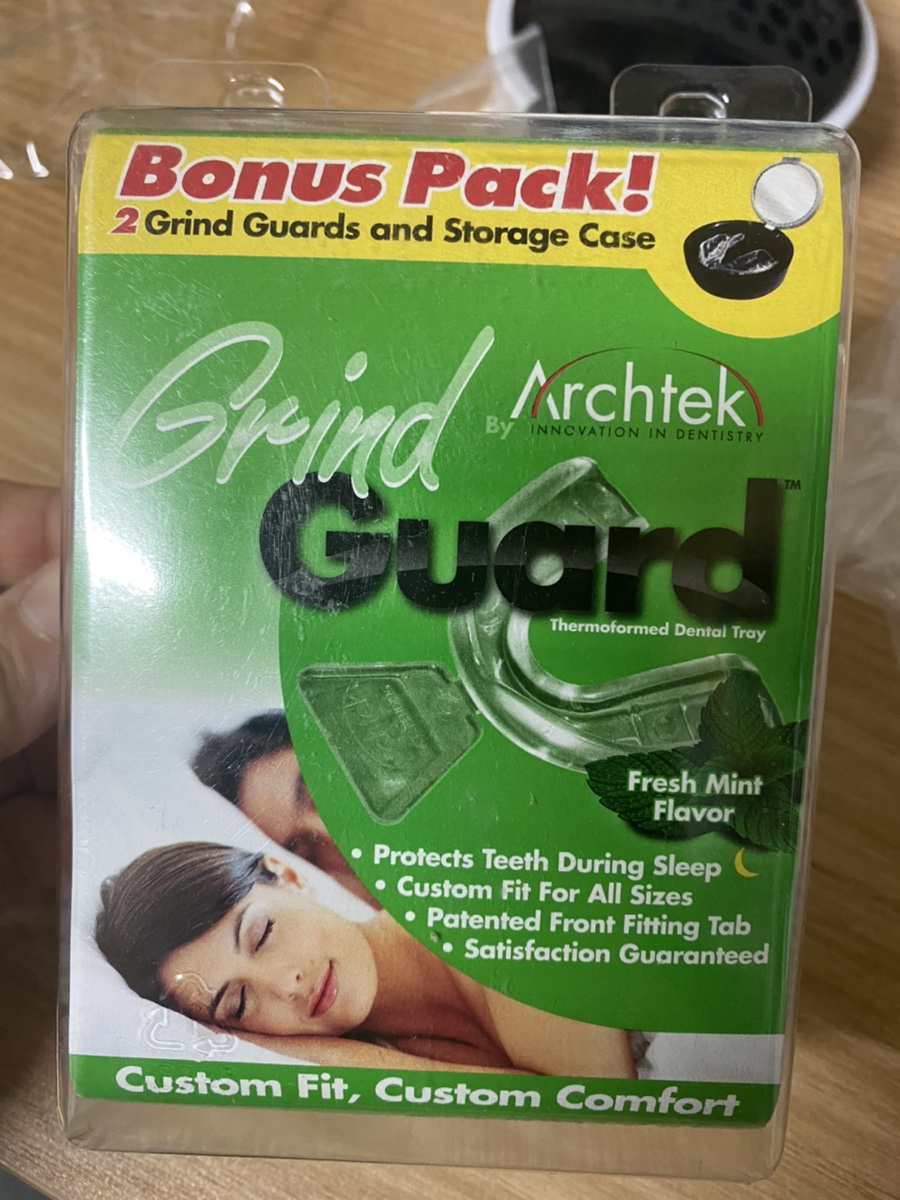 Bonus Pack!
2 Grind Guards and Storage Case
Grind
By Archtek
INNOVATION IN DENTISTRY
Guard™
Thermoformed Dental Tray
Fresh Mint
Flavor
• Protects Teeth During Sleep
• Custom Fit For All Sizes
• Patented Front Fitting Tab
• Satisfaction Guaranteed
Custom Fit, Custom Comfort